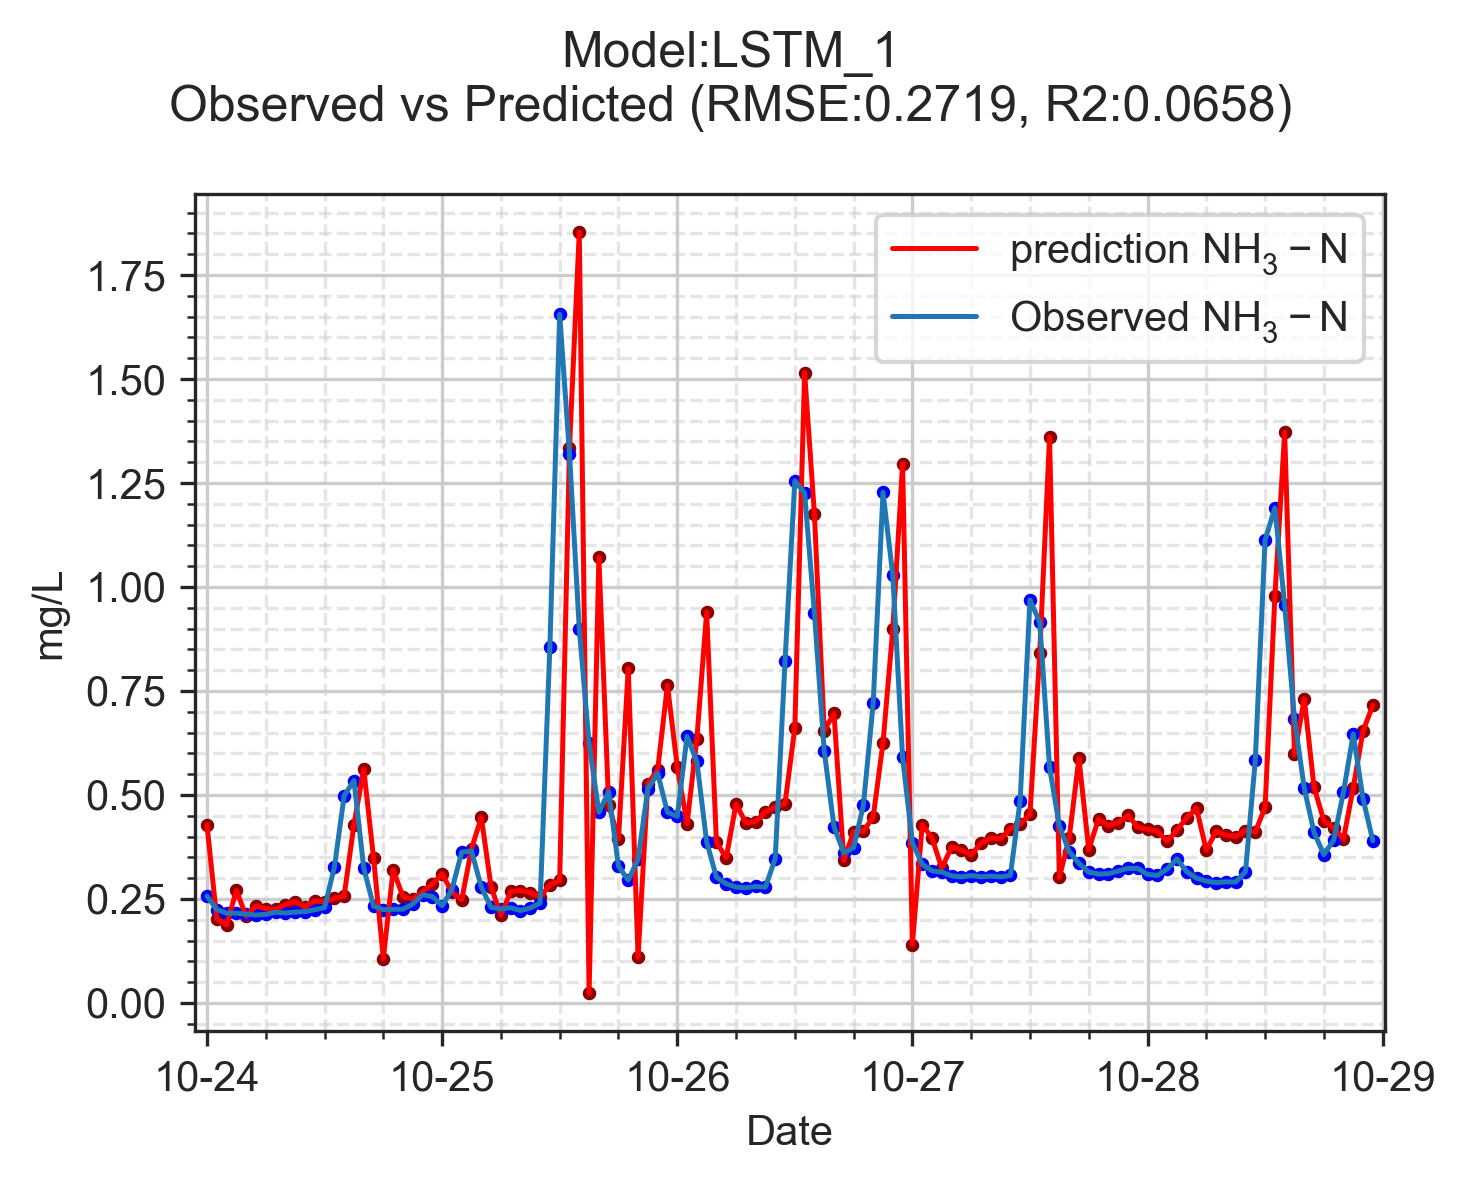 Model:LSTM_1
Observed vs Predicted (RMSE:0.2719, R2:0.0658)
prediction NH₃ − N
Observed NH₃ − N
1.75
1.50
1.25
1.00
0.75
0.50
0.25
0.00
mg/L
10-24 10-25 10-26 10-27 10-28 10-29
Date